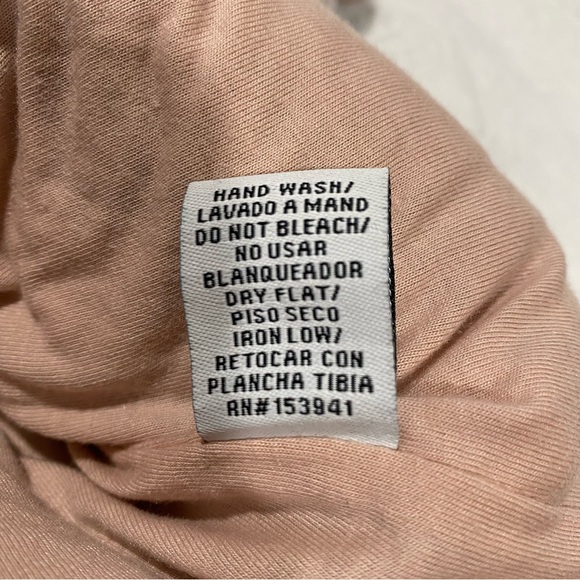 HAND WASH/
LAVADO A MAND
DO NOT BLEACH/
NO USAR
BLANQUEADOR
DRY FLAT/
PISO SECO
IRON LOW/
RETOCAR CON
PLANCHA TIBIA
RN#153941